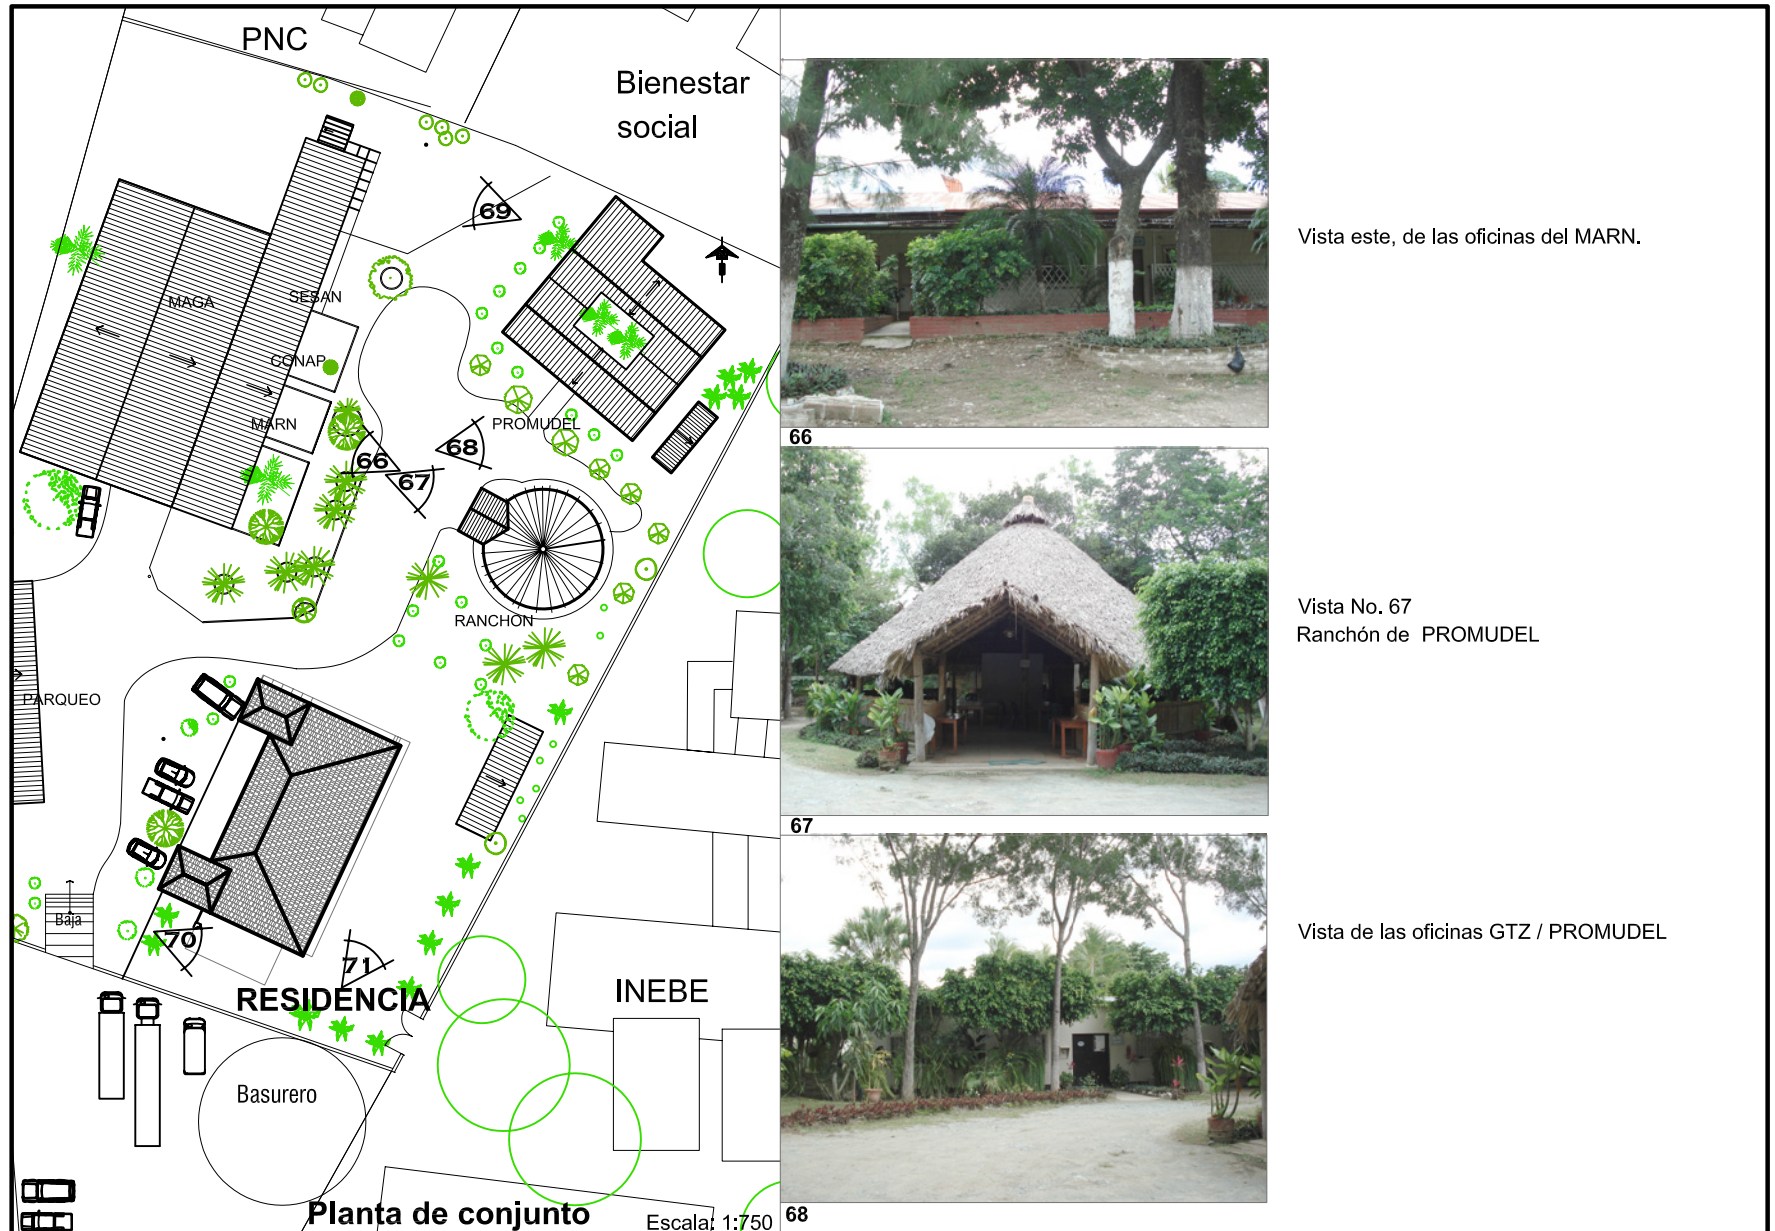 PNC
Bienestar
social
69
MAGA
SESAN
CONAP
MARN
PROMUDEL
66
68
67
RANCHON
PARQUEO
Baja
70
71
RESIDENCIA
INEBE
Basurero
Planta de conjunto
Escala: 1:750
66
Vista este, de las oficinas del MARN.
67
Vista No. 67
Ranchón de PROMUDEL
68
Vista de las oficinas GTZ / PROMUDEL